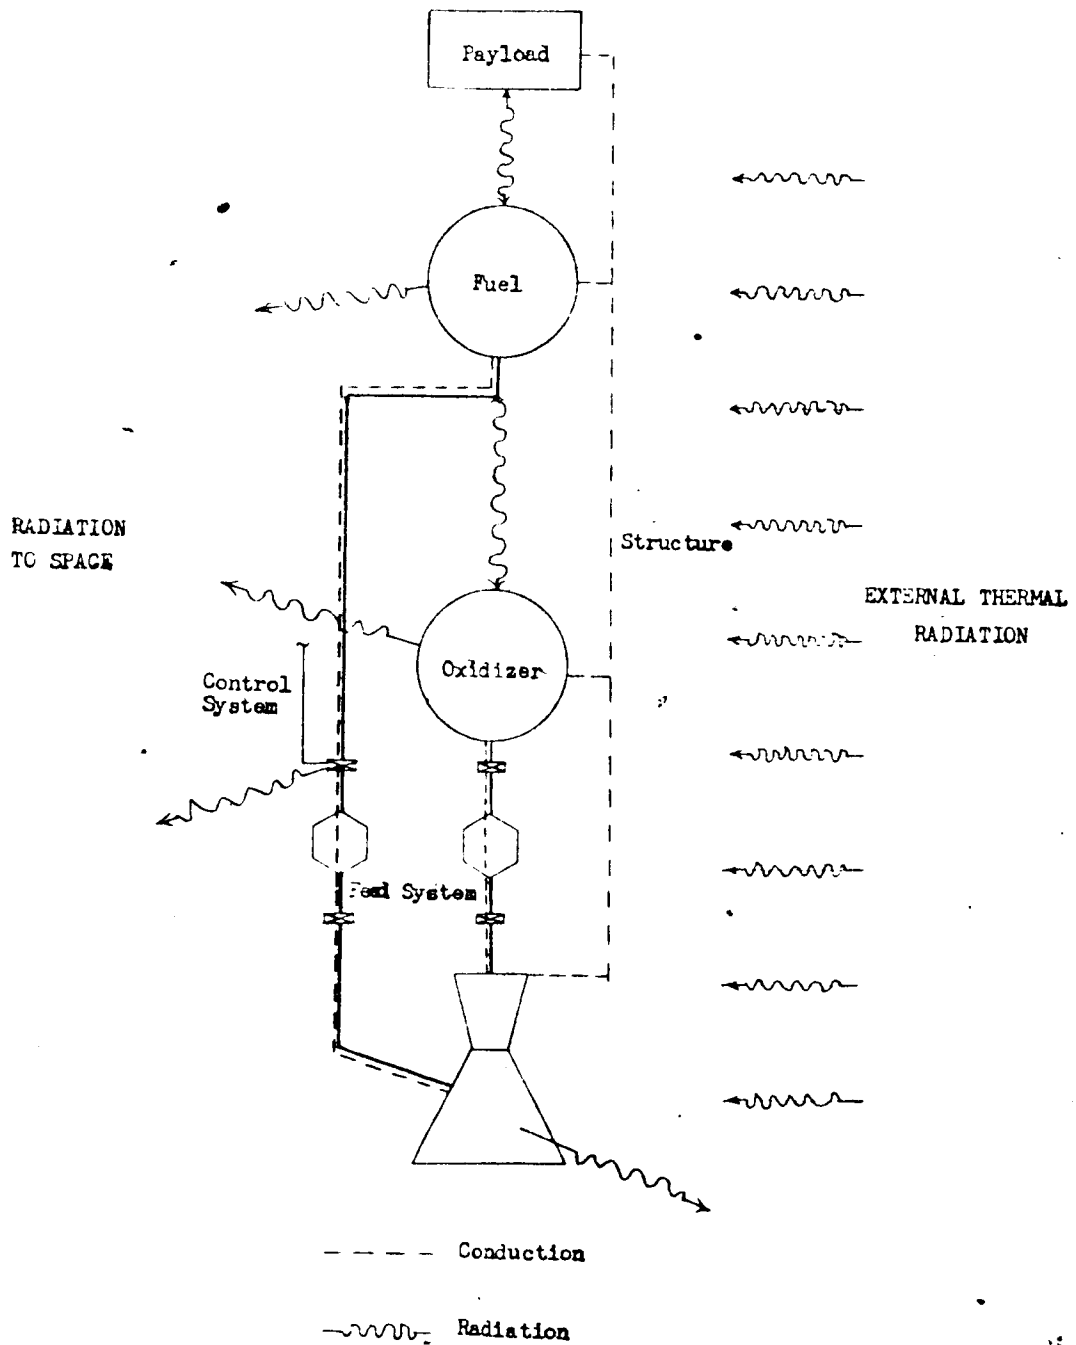 Payload
Fuel
RADIATION
TO SPACE
Structure
EXTERNAL THERMAL
RADIATION
Oxidizer
Control
System
Feed System
Conduction
Radiation